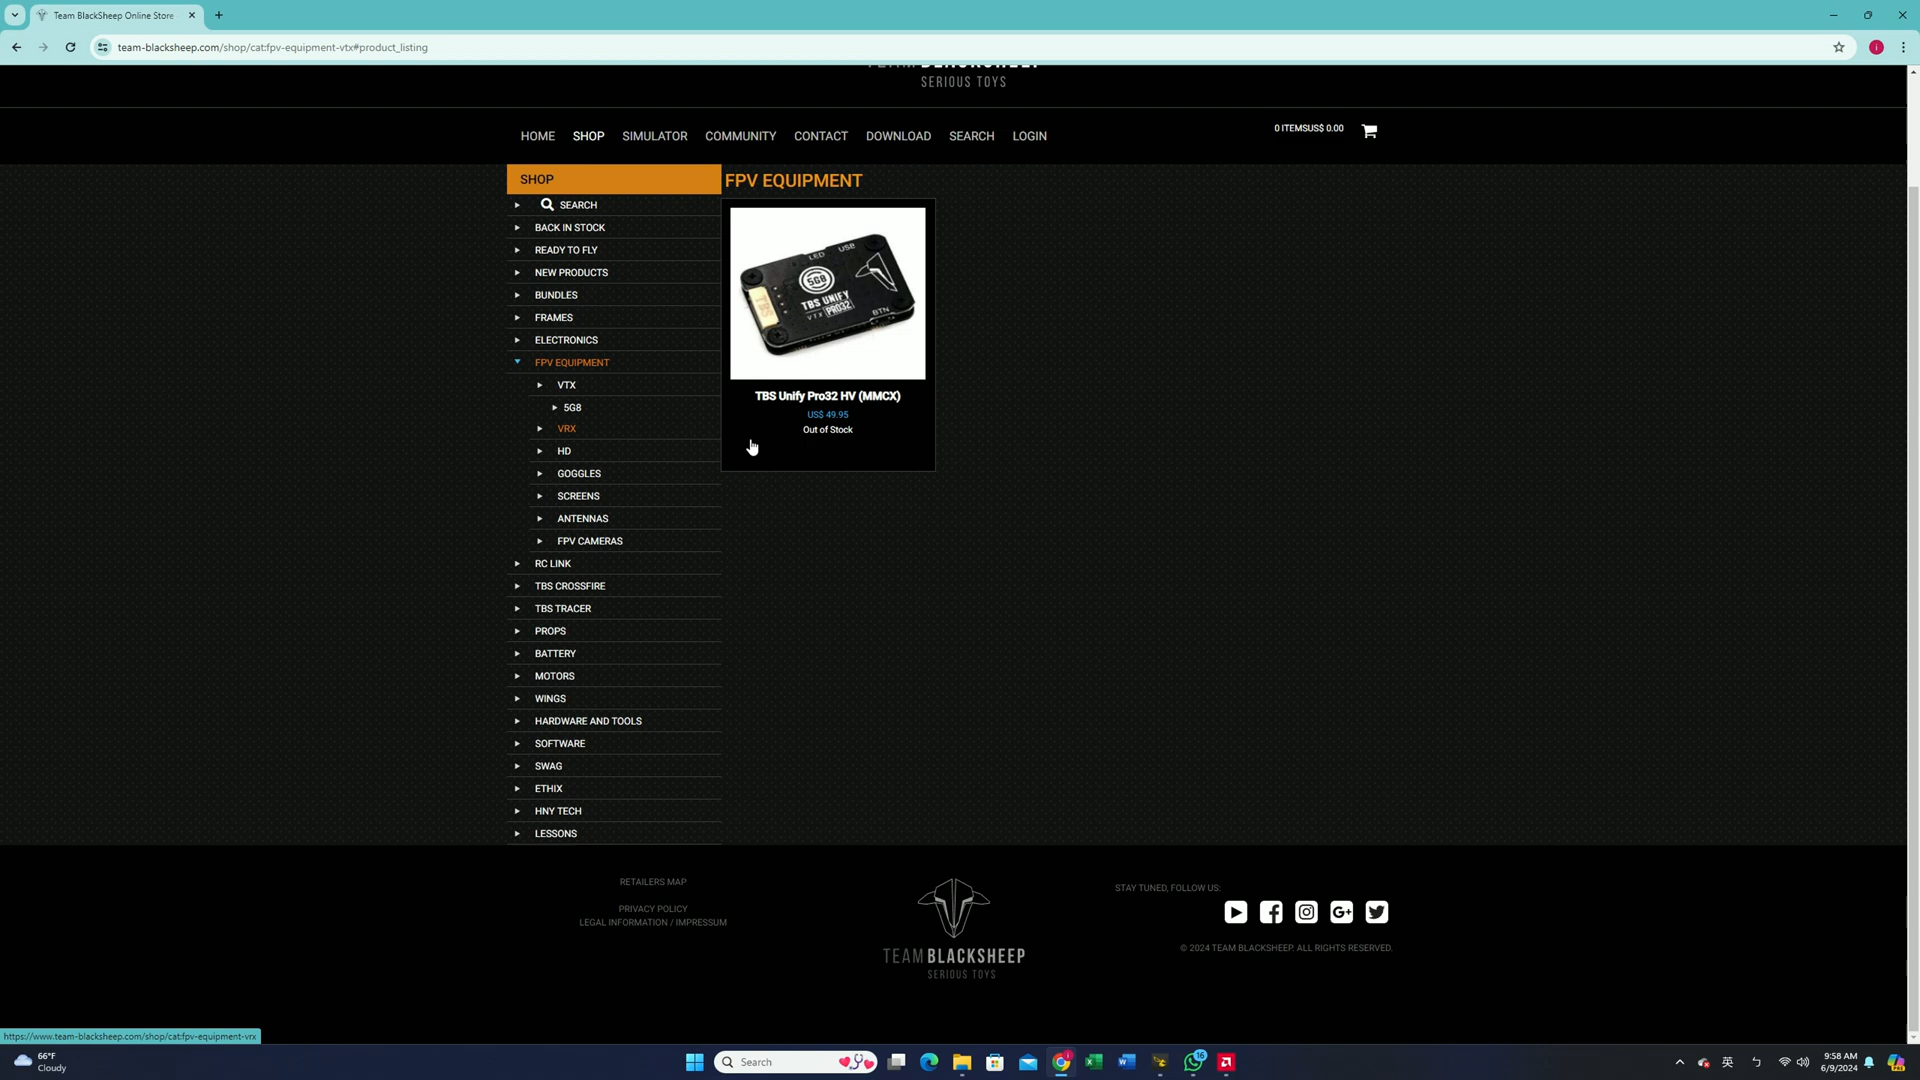 Team BlackSheep Online Store
team-blacksheep.com/shop/cat:fpv-equipment-vtx#product_listing
SERIOUS TOYS
HOME SHOP SIMULATOR COMMUNITY CONTACT DOWNLOAD SEARCH LOGIN
0 ITEMSUS$ 0.00
SHOP
FPV EQUIPMENT
SEARCH
BACK IN STOCK
READY TO FLY
NEW PRODUCTS
BUNDLES
FRAMES
ELECTRONICS
FPV EQUIPMENT
VTX
5G8
VRX
HD
GOGGLES
SCREENS
ANTENNAS
FPV CAMERAS
RC LINK
TBS CROSSFIRE
TBS TRACER
PROPS
BATTERY
MOTORS
WINGS
HARDWARE AND TOOLS
SOFTWARE
SWAG
ETHIX
HNY TECH
LESSONS
LED
5G8
TBS UNIFY
VTX PRO32
BTN
TBS
TBS Unify Pro32 HV (MMCX)
US$ 49.95
Out of Stock
RETAILERS MAP
PRIVACY POLICY
LEGAL INFORMATION / IMPRESSUM
TEAMBLACKSHEEP
SERIOUS TOYS
STAY TUNED, FOLLOW US:
© 2024 TEAM BLACKSHEEP. ALL RIGHTS RESERVED.
https://www.team-blacksheep.com/shop/cat:fpv-equipment-vrx
66°F
Cloudy
Search
16
英
9:58 AM
6/9/2024